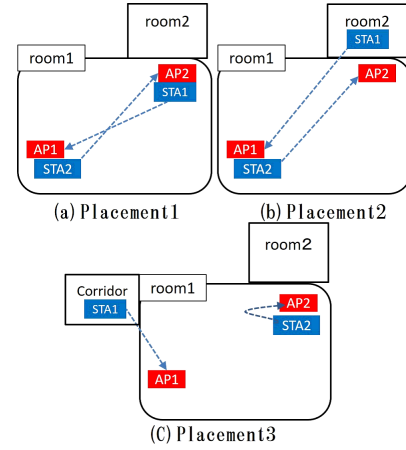 room2
room1
AP2
STA1
AP1
STA2
(a)Placement1
room2
STA1
room1
AP2
AP1
STA2
(b)Placement2
room2
Corridor
room1
STA1
AP2
STA2
AP1
(C)Placement3